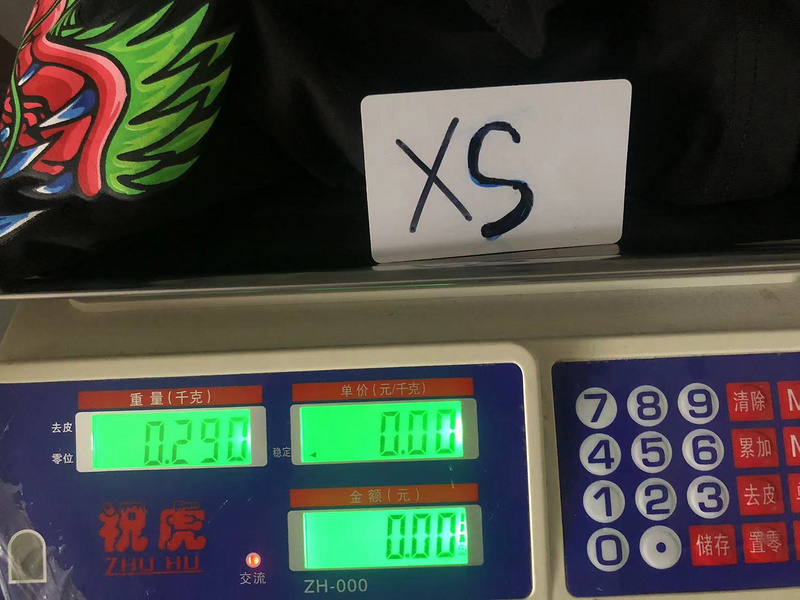 XS
重量(千克)
单价(元/千克)
去皮
零位
0.290
稳定
0.00
金额(元)
0.00
祝虎
ZHU HU
交流
ZH-000
7 8 9 清除 M
4 5 6 累加 M
1 2 3 去皮 单
0 • 储存 置零